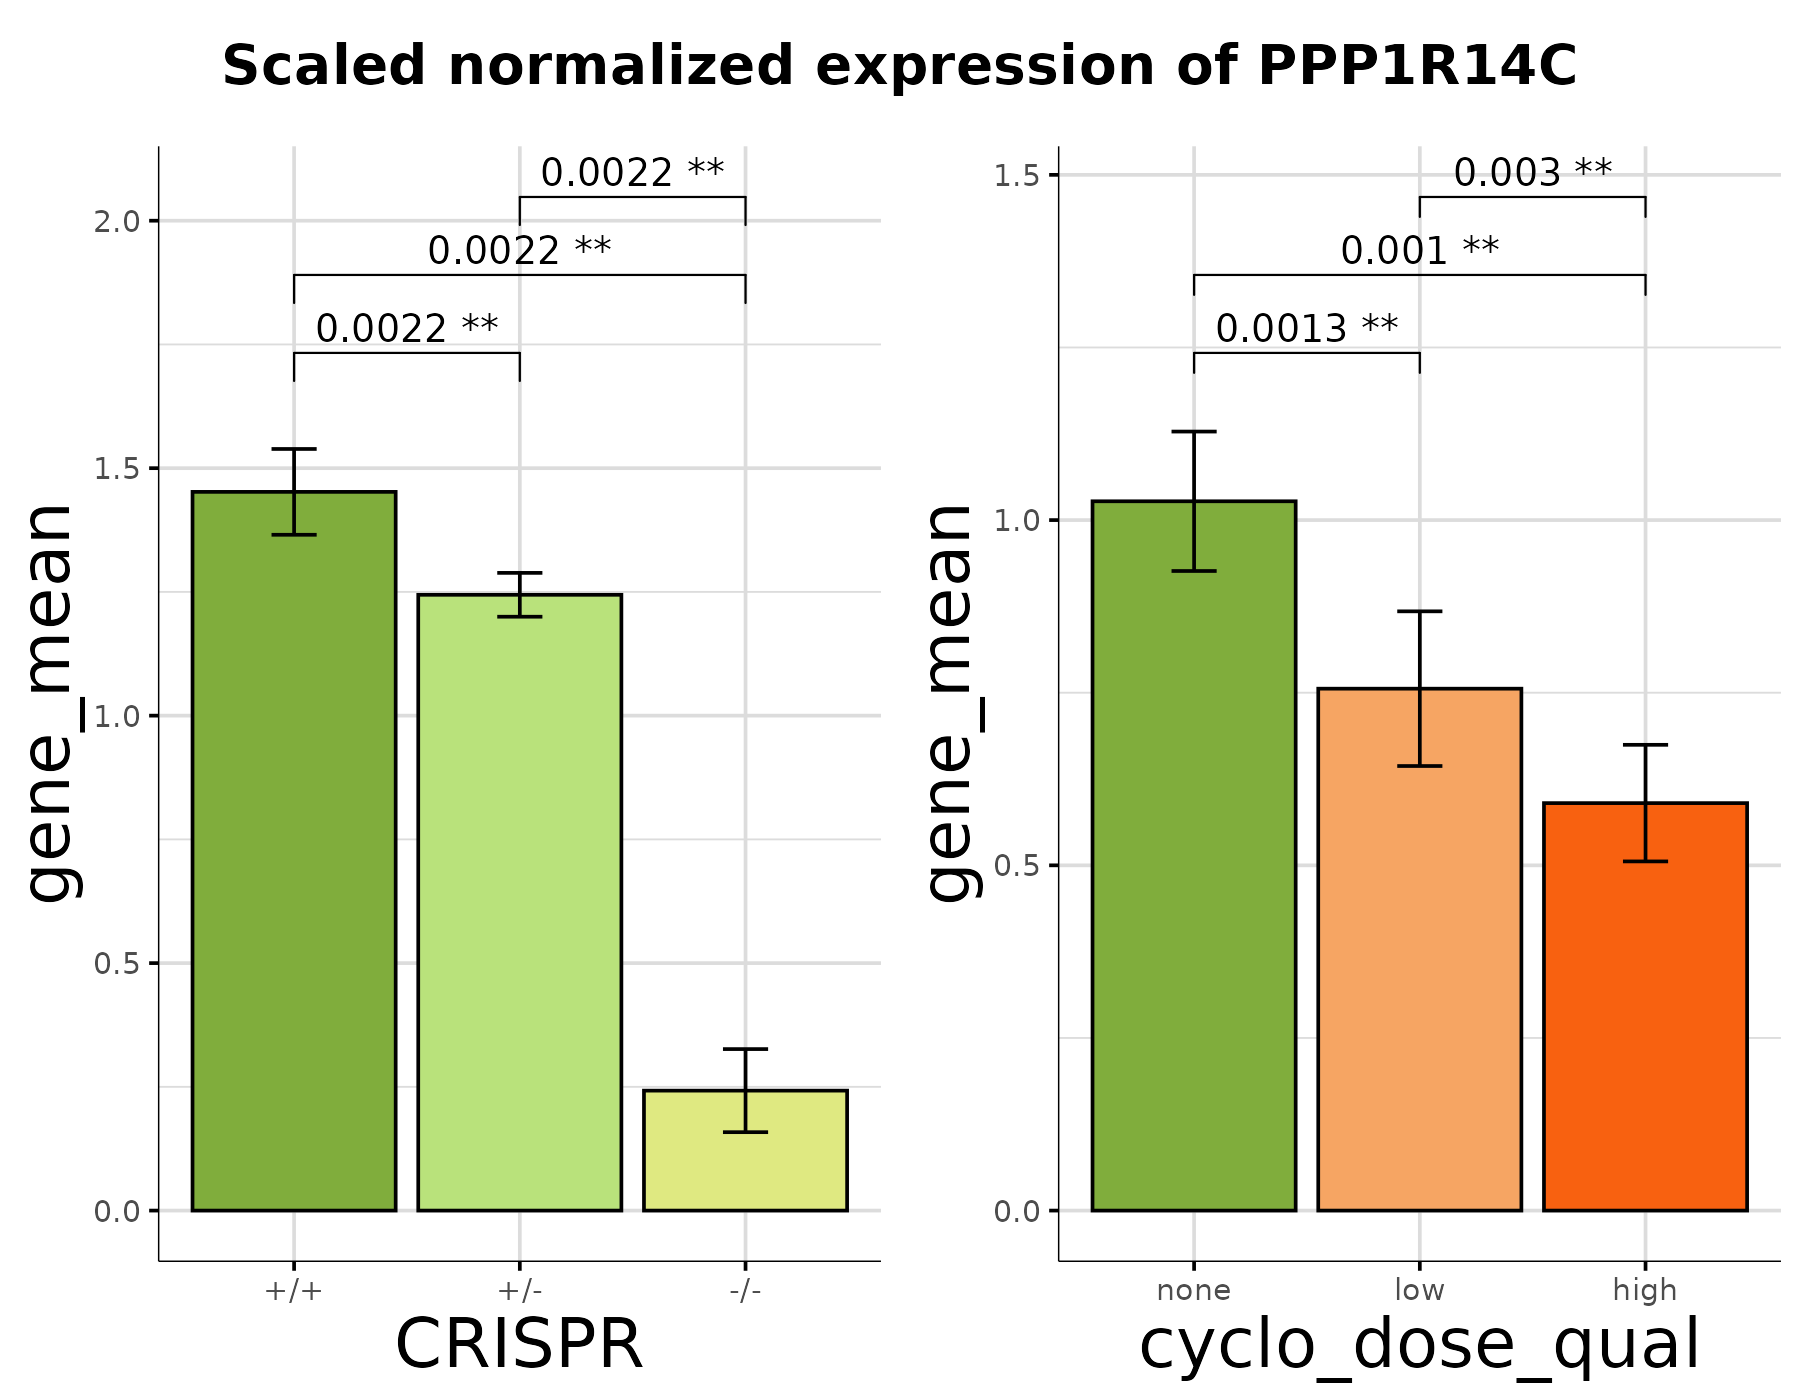 Scaled normalized expression of PPP1R14C
gene_mean
2.0
1.5
1.0
0.5
0.0
0.0022 **
0.0022 **
0.0022 **
+/+ +/- -/-
CRISPR
gene_mean
1.5
1.0
0.5
0.0
0.003 **
0.001 **
0.0013 **
none low high
cyclo_dose_qual